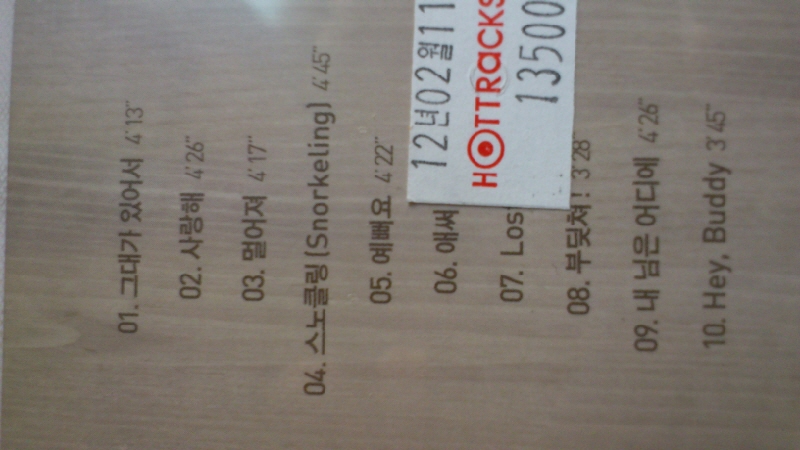 01. 그대가 있어서 4'13"
02. 사랑해 4'26"
03. 멀어져 4'17"
04. 스노클링 (Snorkeling) 4'45"
05. 예뻐요 4'22"
06. 애써
07. Los
08. 부딪쳐! 3'28"
09. 내 님은 어디에 4'26"
10. Hey, Buddy 3'45"
12년02월11
HOTTRACKS
13500